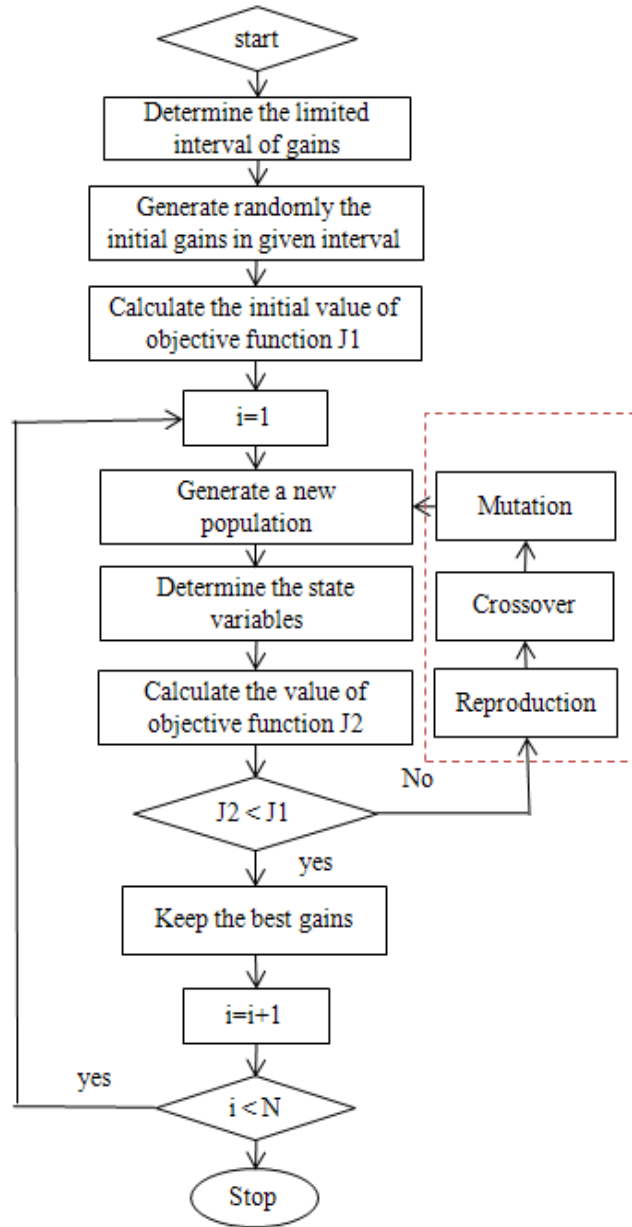 start
Determine the limited
interval of gains
Generate randomly the
initial gains in given interval
Calculate the initial value of
objective function J1
i=1
Generate a new
population
Mutation
Determine the state
variables
Crossover
Calculate the value of
objective function J2
Reproduction
No
J2 < J1
yes
Keep the best gains
i=i+1
yes
i < N
Stop